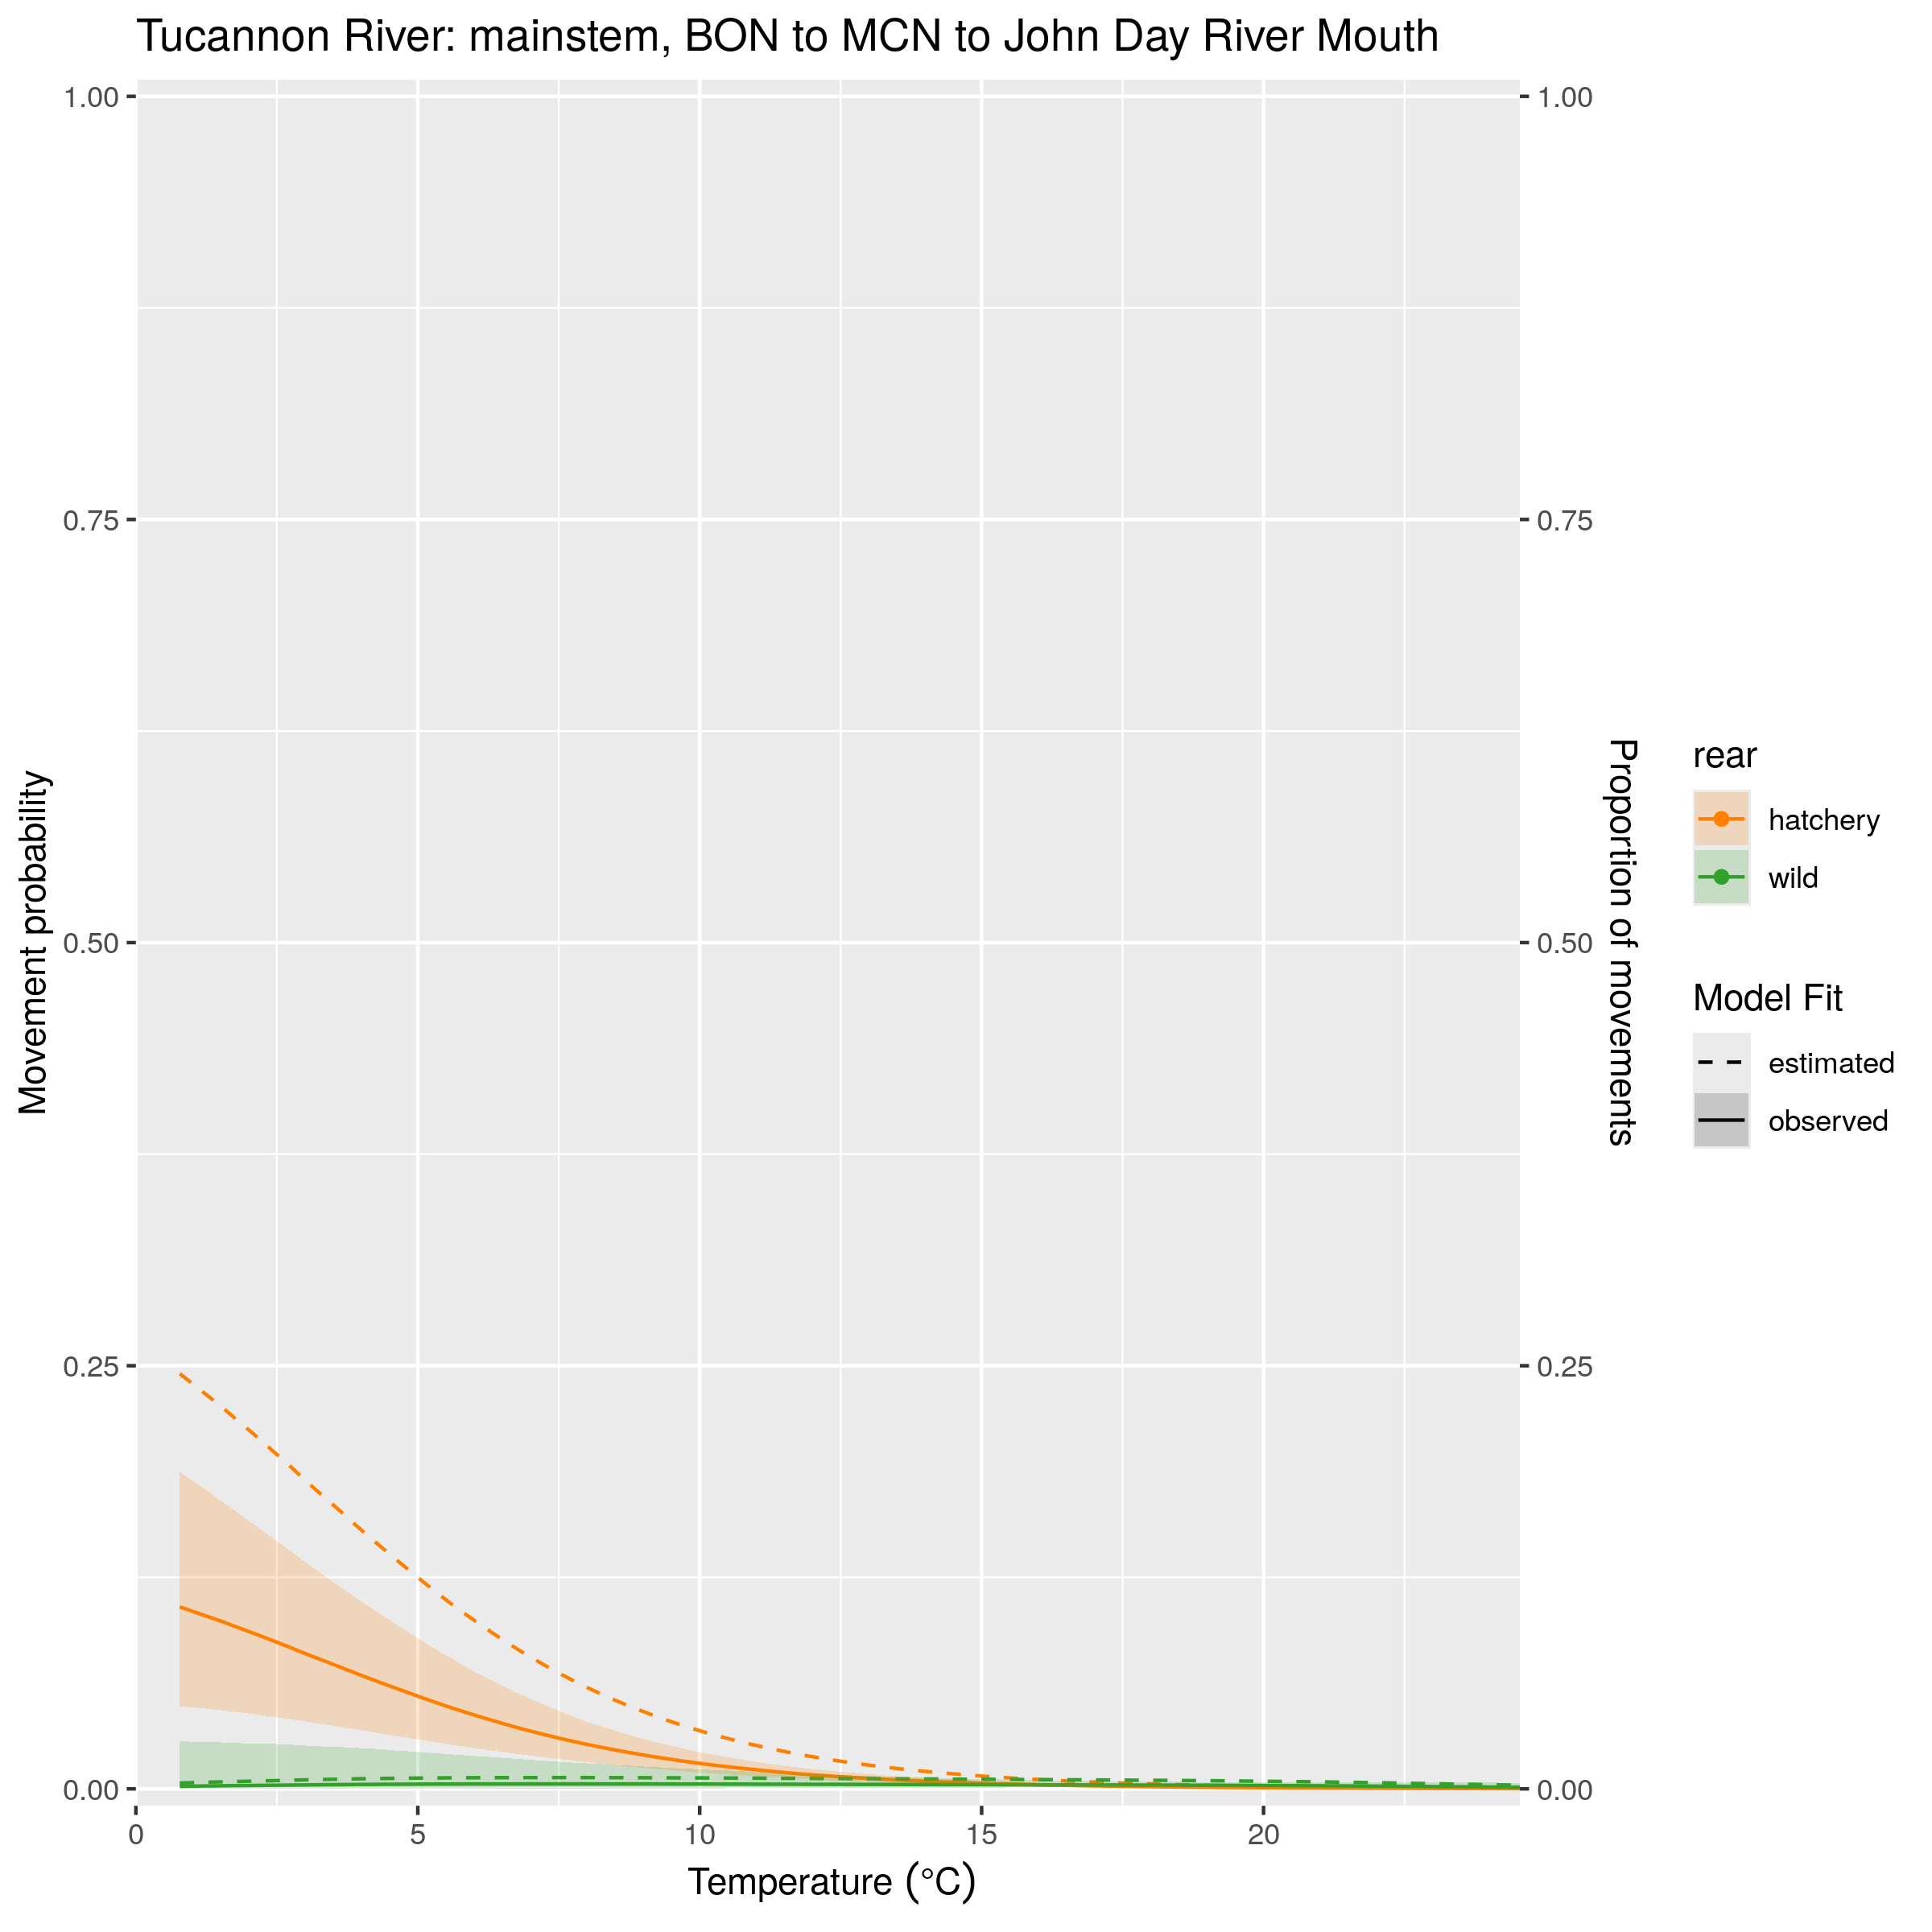 Tucannon River: mainstem, BON to MCN to John Day River Mouth
Movement probability
1.00
0.75
0.50
0.25
0.00
0
5
10
15
20
Temperature (°C)
1.00
0.75
0.50
0.25
0.00
Proportion of movements
rear
hatchery
wild
Model Fit
estimated
observed